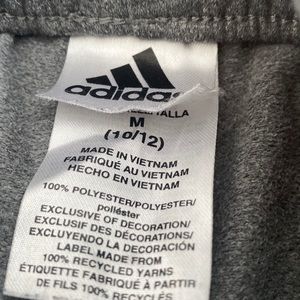 adidas
TALLA
M
(10/12)
MADE IN VIETNAM
FABRIQUÉ AU VIETNAM
HECHO EN VIETNAM
100% POLYESTER/POLYESTER/
poliéster
EXCLUSIVE OF DECORATION/
EXCLUSIF DES DÉCORATIONS/
EXCLUYENDO LA DECORACIÓN
LABEL MADE FROM
100% RECYCLED YARNS
ÉTIQUETTE FABRIQUÉ À PARTIR
DE FILS 100% RECYCLÉS